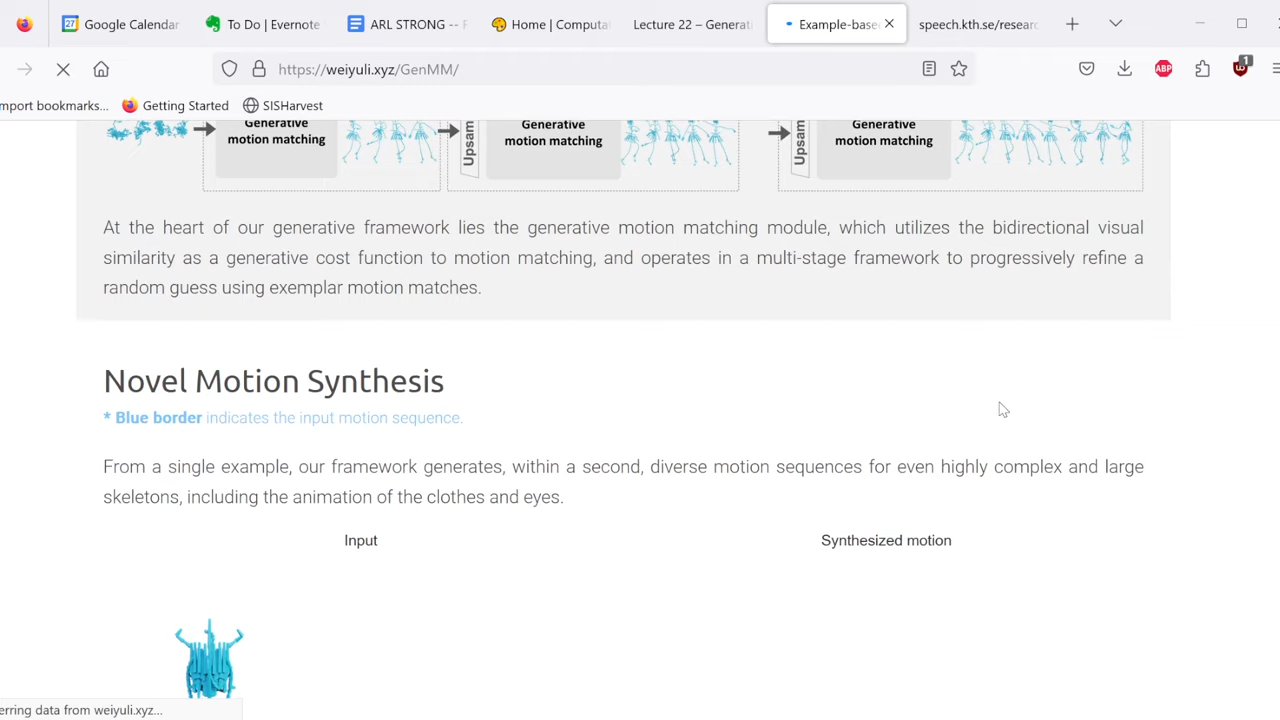 Google Calendar
To Do | Evernote
ARL STRONG -- F
Home | Computa
Lecture 22 – Generati
Example-base
speech.kth.se/resear
https://weiyuli.xyz/GenMM/
ABP
1
mport bookmarks...
Getting Started
SISHarvest
Generative
motion matching
Upsam
Generative
motion matching
Upsam
Generative
motion matching
At the heart of our generative framework lies the generative motion matching module, which utilizes the bidirectional visual
similarity as a generative cost function to motion matching, and operates in a multi-stage framework to progressively refine a
random guess using exemplar motion matches.
Novel Motion Synthesis
* Blue border indicates the input motion sequence.
From a single example, our framework generates, within a second, diverse motion sequences for even highly complex and large
skeletons, including the animation of the clothes and eyes.
Input
Synthesized motion
erring data from weiyuli.xyz...